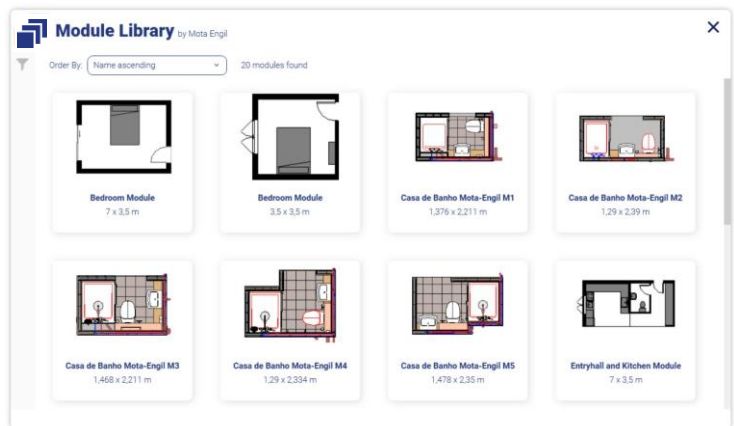 Module Library by Mota Engil
Order By: Name ascending 20 modules found
Bedroom Module
7 x 3,5 m
Bedroom Module
3,5 x 3,5 m
Casa de Banho Mota-Engil M1
1,376 x 2,211 m
Casa de Banho Mota-Engil M2
1,29 x 2,39 m
Casa de Banho Mota-Engil M3
1,468 x 2,211 m
Casa de Banho Mota-Engil M4
1,29 x 2,334 m
Casa de Banho Mota-Engil M5
1,478 x 2,35 m
Entryhall and Kitchen Module
7 x 3,5 m